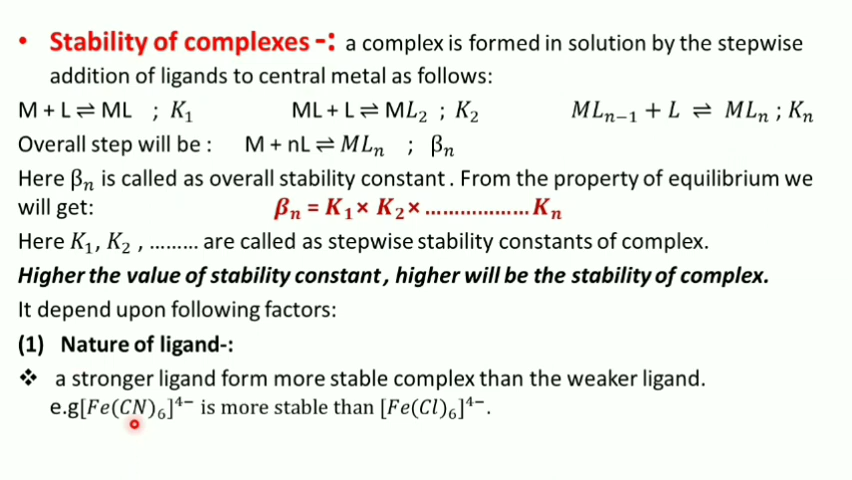 • Stability of complexes -: a complex is formed in solution by the stepwise
addition of ligands to central metal as follows:
M + L ⇌ ML ; K₁ ML + L ⇌ ML₂ ; K₂ MLₙ₋₁ + L ⇌ MLₙ ; Kₙ
Overall step will be : M + nL ⇌ MLₙ ; βₙ
Here βₙ is called as overall stability constant. From the property of equilibrium we
will get: βₙ = K₁ × K₂ × .................. Kₙ
Here K₁, K₂ , ......... are called as stepwise stability constants of complex.
Higher the value of stability constant, higher will be the stability of complex.
It depend upon following factors:
(1) Nature of ligand-:
❖ a stronger ligand form more stable complex than the weaker ligand.
e.g[Fe(CN)₆]⁴⁻ is more stable than [Fe(Cl)₆]⁴⁻.